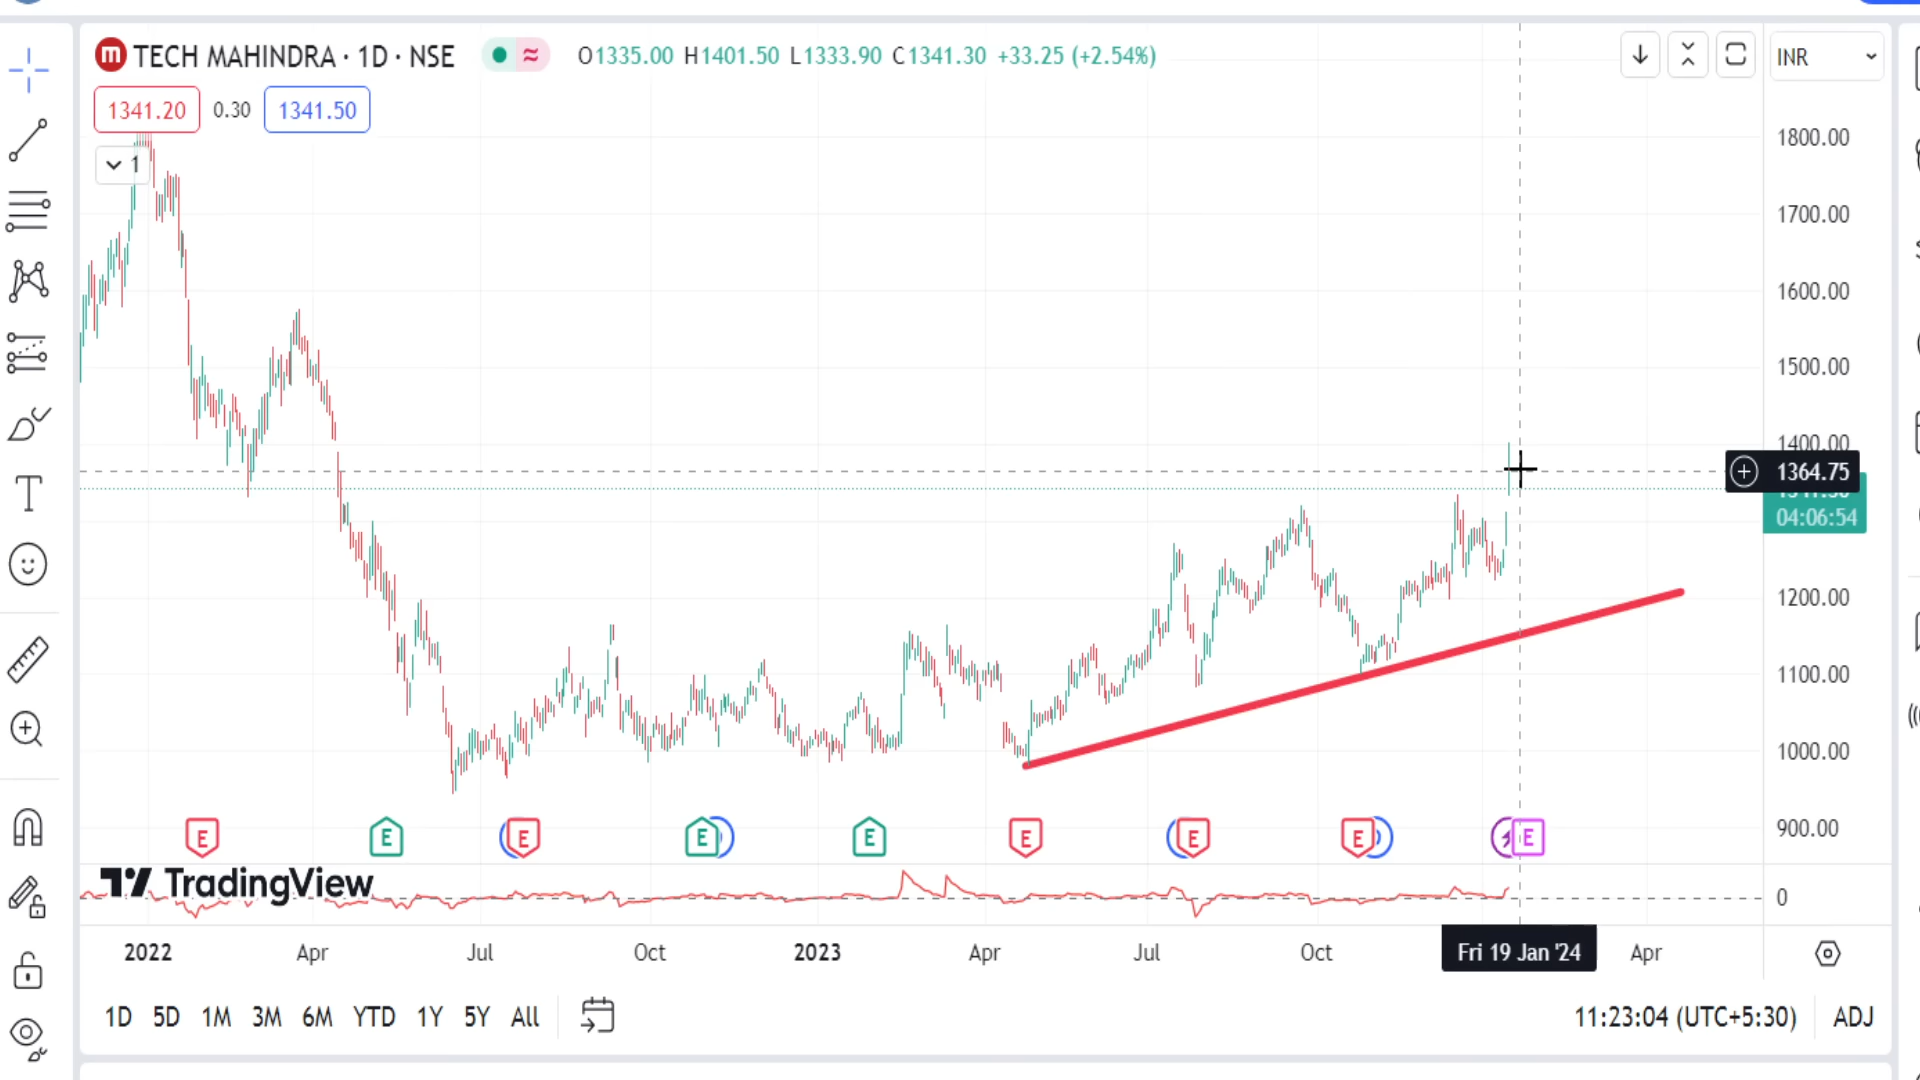 m TECH MAHINDRA · 1D · NSE
O1335.00 H1401.50 L1333.90 C1341.30 +33.25 (+2.54%)
INR
1341.20 0.30 1341.50
1
1800.00
1700.00
1600.00
1500.00
1400.00
1364.75
04:06:54
1200.00
1100.00
1000.00
900.00
E E E E E E E E E
TradingView
0
2022 Apr Jul Oct 2023 Apr Jul Oct Fri 19 Jan '24 Apr
1D 5D 1M 3M 6M YTD 1Y 5Y All
11:23:04 (UTC+5:30) ADJ